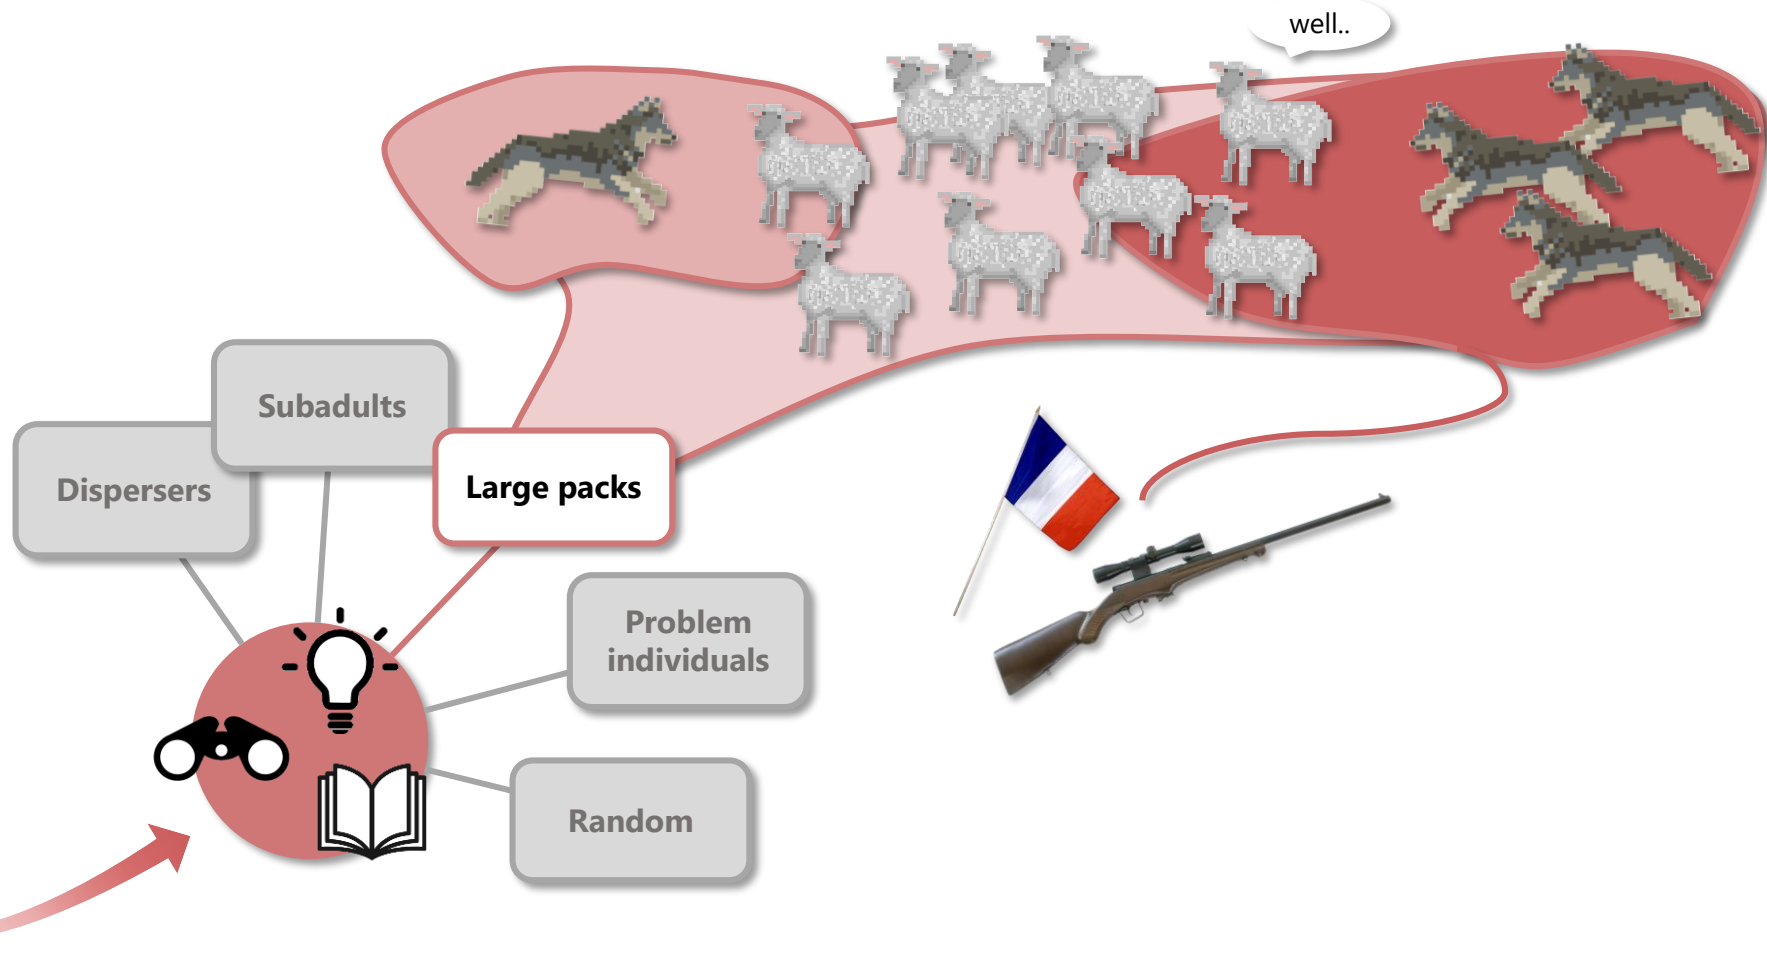 well..
Subadults
Dispersers
Large packs
Problem
individuals
Random